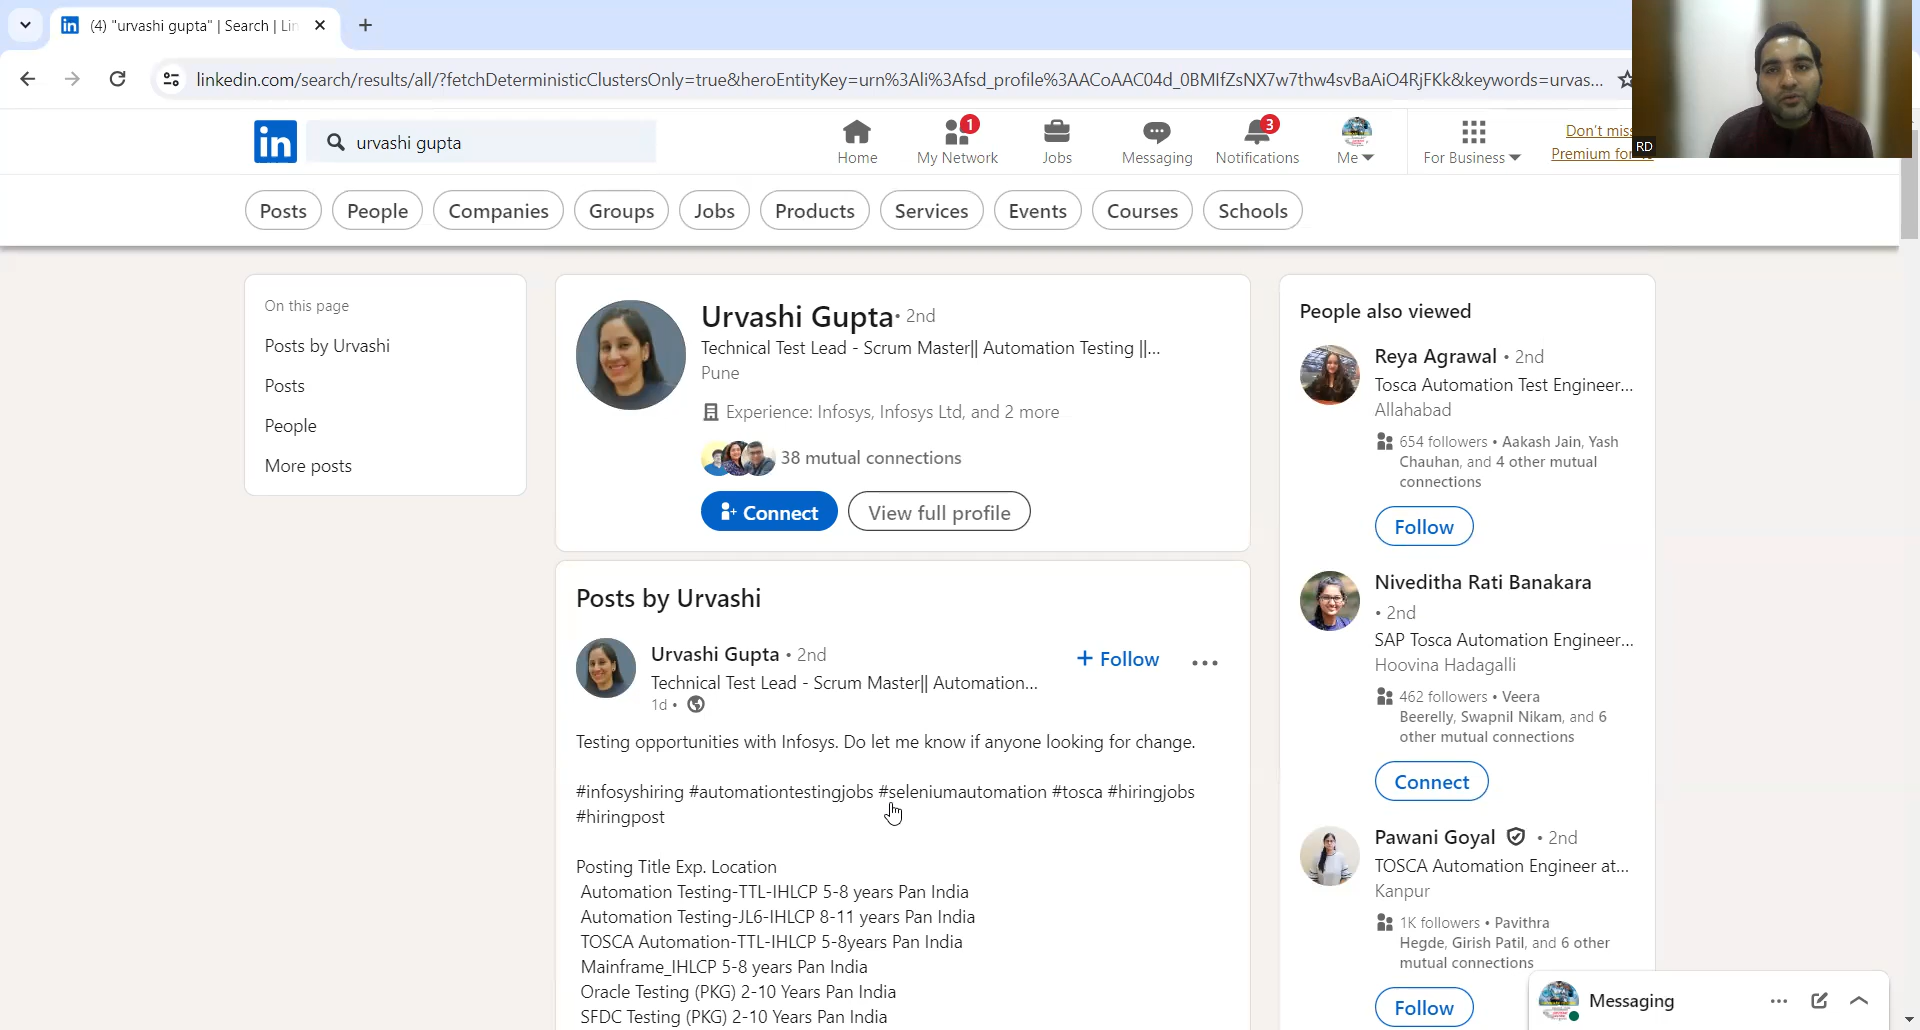 (4) "urvashi gupta" | Search | Lin
linkedin.com/search/results/all/?fetchDeterministicClustersOnly=true&heroEntityKey=urn%3Ali%3Afsd_profile%3AACoAAC04d_0BMIfZsNX7w7thw4svBaAiO4RjFKk&keywords=urvas...
in
urvashi gupta
Home
1
My Network
Jobs
Messaging
3
Notifications
Me
For Business
Don't miss
Premium for
RD
Posts
People
Companies
Groups
Jobs
Products
Services
Events
Courses
Schools
On this page
Posts by Urvashi
Posts
People
More posts
Urvashi Gupta • 2nd
Technical Test Lead - Scrum Master|| Automation Testing ||...
Pune
Experience: Infosys, Infosys Ltd, and 2 more
38 mutual connections
Connect
View full profile
Posts by Urvashi
Urvashi Gupta • 2nd
Technical Test Lead - Scrum Master|| Automation...
1d •
+ Follow
Testing opportunities with Infosys. Do let me know if anyone looking for change.
#infosyshiring #automationtestingjobs #seleniumautomation #tosca #hiringjobs
#hiringpost
Posting Title Exp. Location
Automation Testing-TTL-IHLCP 5-8 years Pan India
Automation Testing-JL6-IHLCP 8-11 years Pan India
TOSCA Automation-TTL-IHLCP 5-8years Pan India
Mainframe_IHLCP 5-8 years Pan India
Oracle Testing (PKG) 2-10 Years Pan India
SFDC Testing (PKG) 2-10 Years Pan India
People also viewed
Reya Agrawal • 2nd
Tosca Automation Test Engineer...
Allahabad
654 followers • Aakash Jain, Yash
Chauhan, and 4 other mutual
connections
Follow
Niveditha Rati Banakara
• 2nd
SAP Tosca Automation Engineer...
Hoovina Hadagalli
462 followers • Veera
Beerelly, Swapnil Nikam, and 6
other mutual connections
Connect
Pawani Goyal • 2nd
TOSCA Automation Engineer at...
Kanpur
1K followers • Pavithra
Hegde, Girish Patil, and 6 other
mutual connections
Follow
Messaging